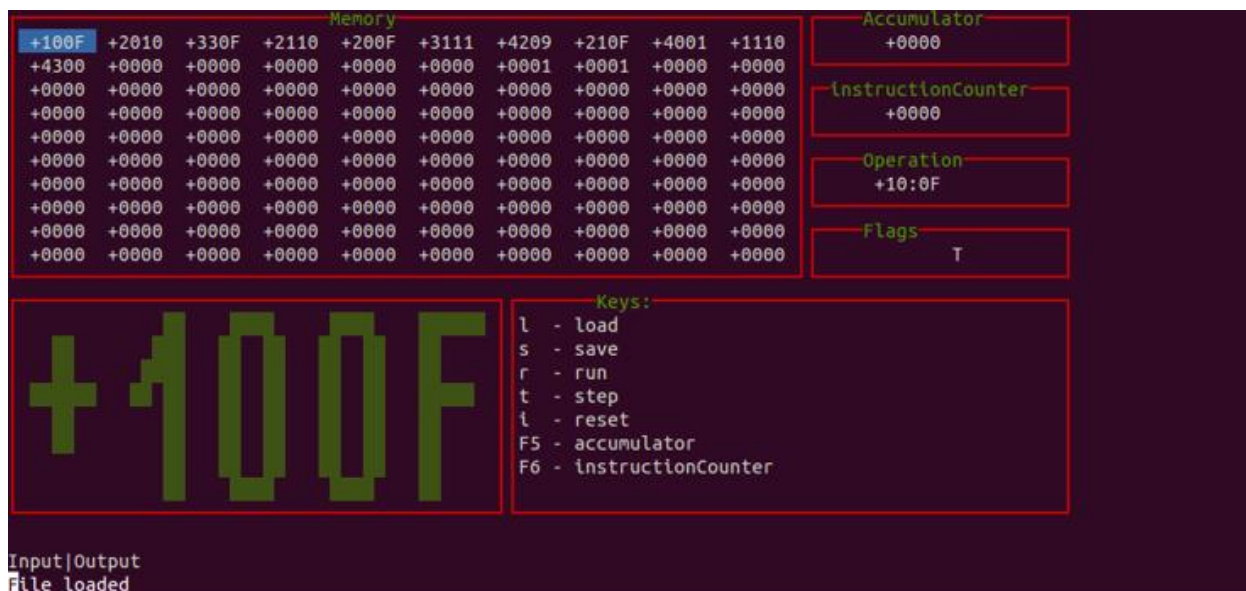 Memory
+100F +2010 +330F +2110 +200F +3111 +4209 +210F +4001 +1110
+4300 +0000 +0000 +0000 +0000 +0000 +0001 +0001 +0000 +0000
+0000 +0000 +0000 +0000 +0000 +0000 +0000 +0000 +0000 +0000
+0000 +0000 +0000 +0000 +0000 +0000 +0000 +0000 +0000 +0000
+0000 +0000 +0000 +0000 +0000 +0000 +0000 +0000 +0000 +0000
+0000 +0000 +0000 +0000 +0000 +0000 +0000 +0000 +0000 +0000
+0000 +0000 +0000 +0000 +0000 +0000 +0000 +0000 +0000 +0000
+0000 +0000 +0000 +0000 +0000 +0000 +0000 +0000 +0000 +0000
+0000 +0000 +0000 +0000 +0000 +0000 +0000 +0000 +0000 +0000
+0000 +0000 +0000 +0000 +0000 +0000 +0000 +0000 +0000 +0000
Accumulator
+0000
instructionCounter
+0000
Operation
+10:0F
Flags
T
+100F
Keys:
l - load
s - save
r - run
t - step
i - reset
F5 - accumulator
F6 - instructionCounter
Input|Output
File loaded